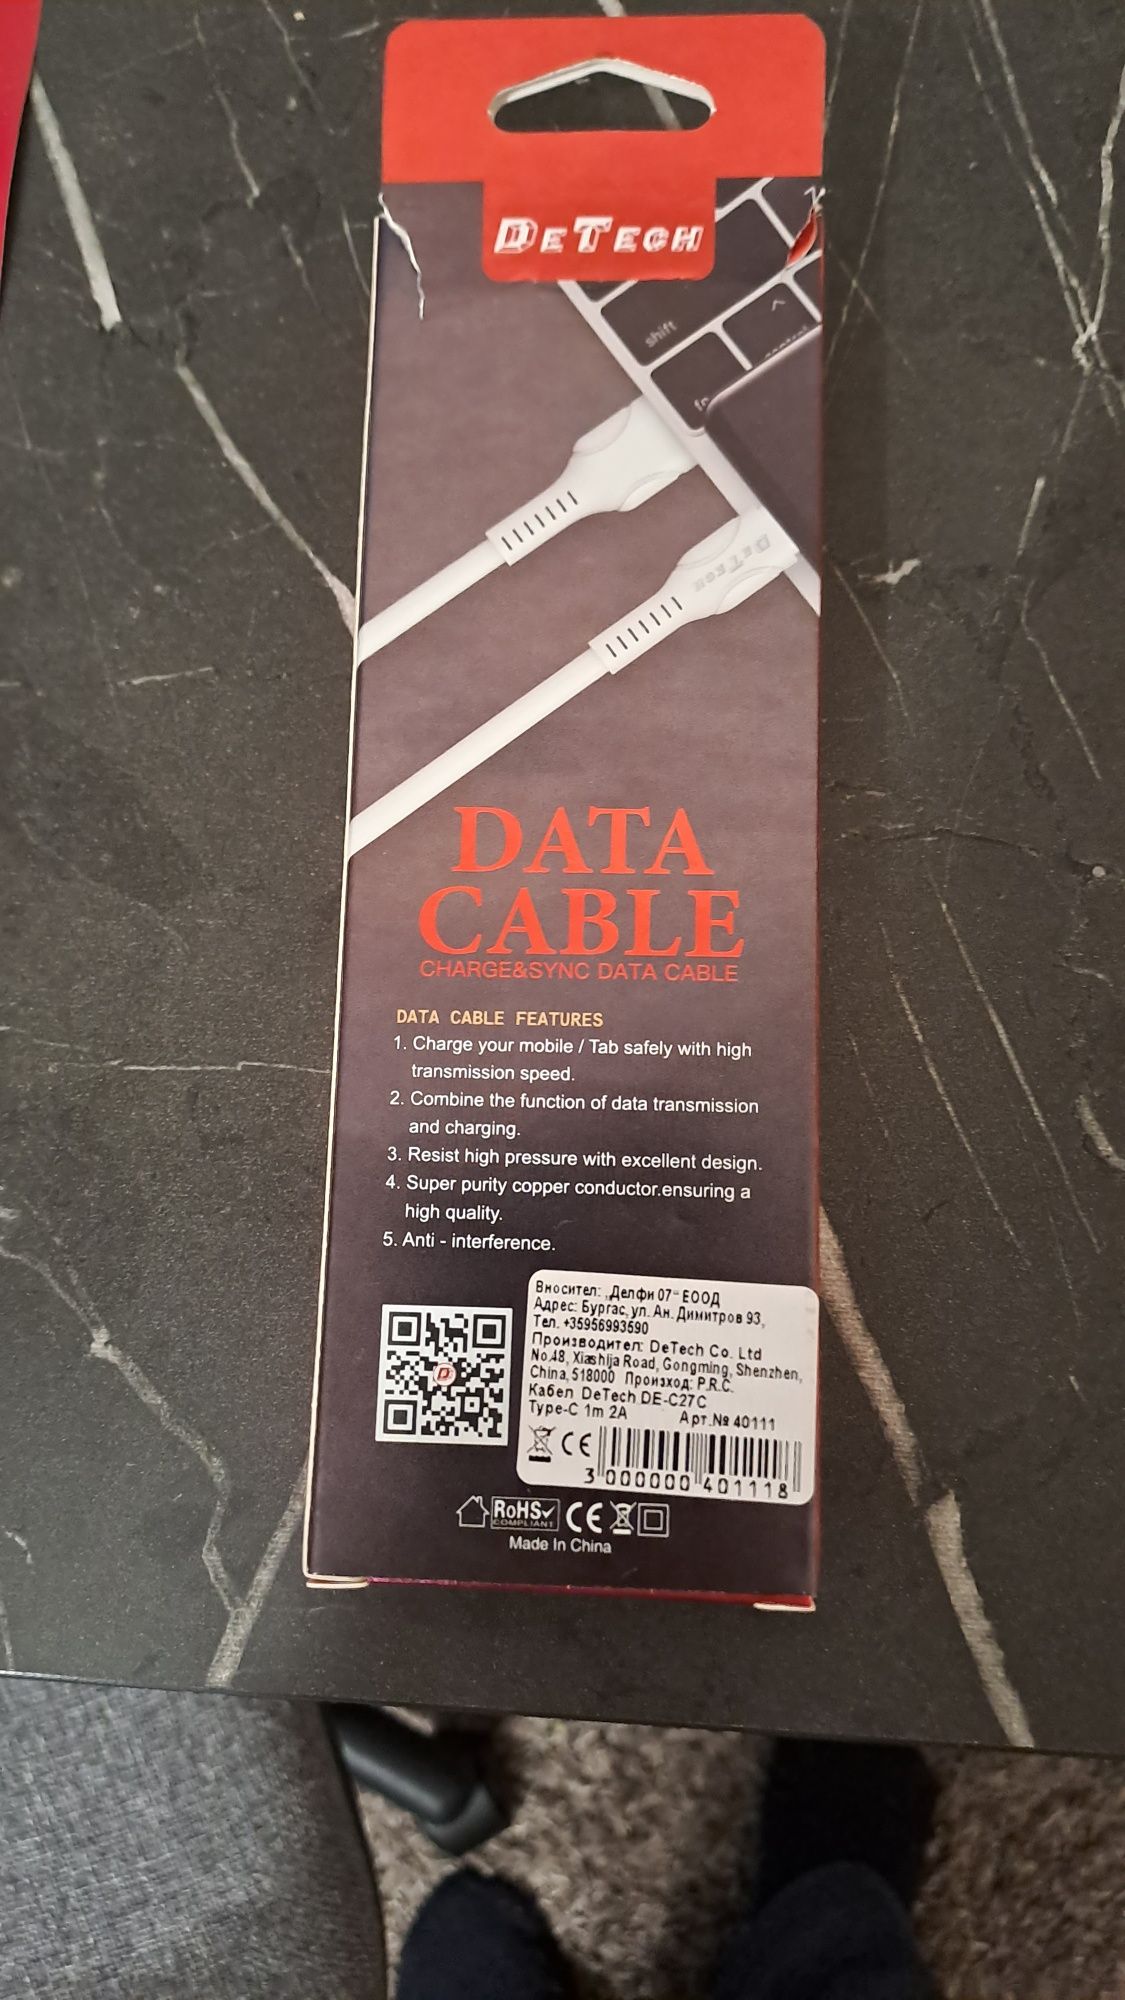 DETECH
shift
DETECH
DATA
CABLE
CHARGE&SYNC DATA CABLE
DATA CABLE FEATURES
1. Charge your mobile / Tab safely with high
transmission speed.
2. Combine the function of data transmission
and charging.
3. Resist high pressure with excellent design.
4. Super purity copper conductor.ensuring a
high quality.
5. Anti - interference.
Вносител: „Делфи 07“ ЕООД
Адрес: Бургас, ул. Ан. Димитров 93,
Тел. +35956993590
Производител: DeTech Co. Ltd
No.48, Xiashijia Road, Gongming, Shenzhen,
China, 518000 Произход: P.R.C.
Кабел DeTech DE-C27C
Type-C 1m 2A Арт.№ 40111
CE
3 000000 401118
RoHS
COMPLIANT
CE
Made In China